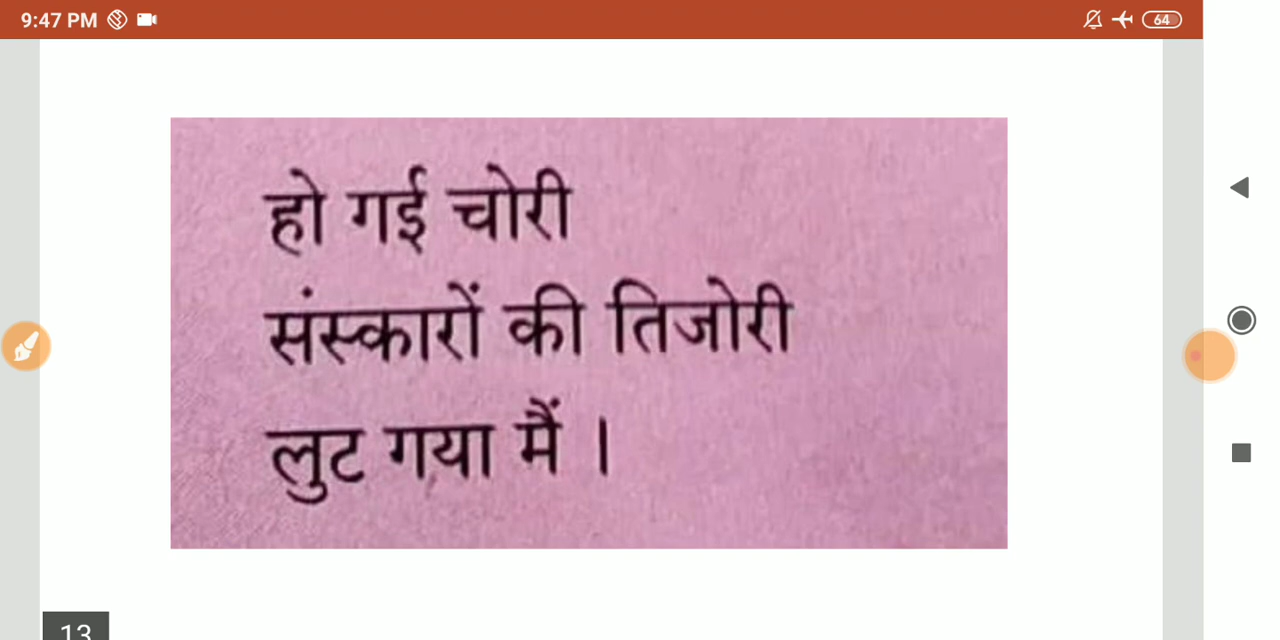 9:47 PM
64
हो गई चोरी
संस्कारों की तिजोरी
लुट गया मैं ।
13